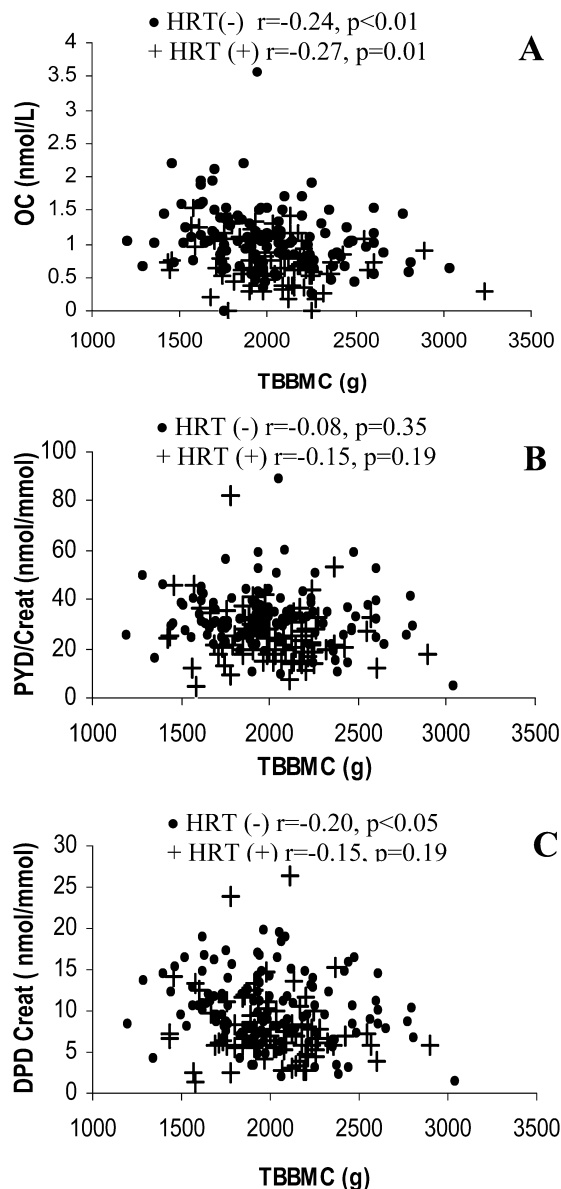 ● HRT(-) r=-0.24, p<0.01
+ HRT (+) r=-0.27, p=0.01
A
4
3.5
3
2.5
2
1.5
1
0.5
0
OC (nmol/L)
1000 1500 2000 2500 3000 3500
TBBMC (g)
● HRT (-) r=-0.08, p=0.35
+ HRT (+) r=-0.15, p=0.19
B
100
80
60
40
20
0
PYD/Creat (nmol/mmol)
1000 1500 2000 2500 3000 3500
TBBMC (g)
● HRT (-) r=-0.20, p<0.05
+ HRT (+) r=-0.15, p=0.19
C
30
25
20
15
10
5
0
DPD Creat ( nmol/mmol)
1000 1500 2000 2500 3000 3500
TBBMC (g)